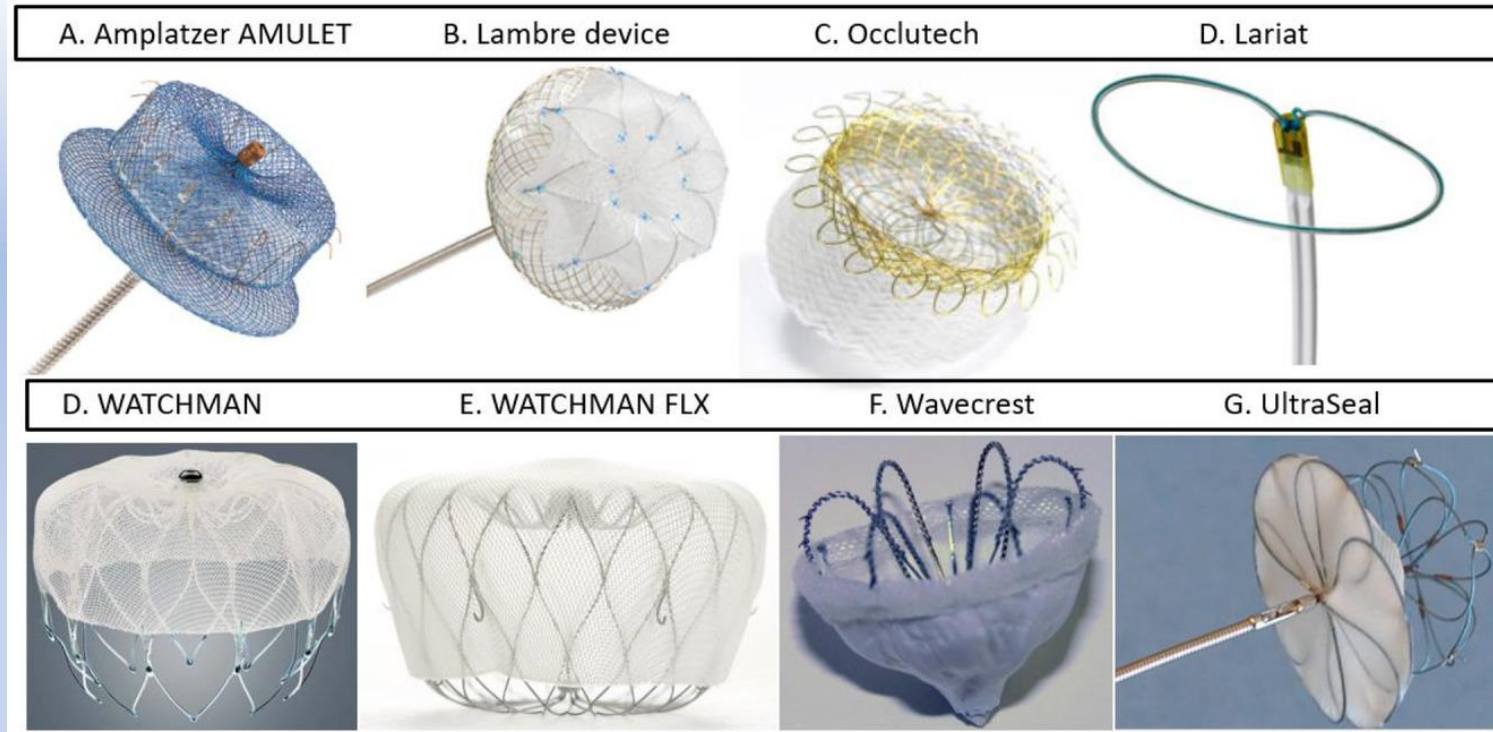 A. Amplatzer AMULET B. Lambre device C. Occlutech D. Lariat
D. WATCHMAN E. WATCHMAN FLX F. Wavecrest G. UltraSeal